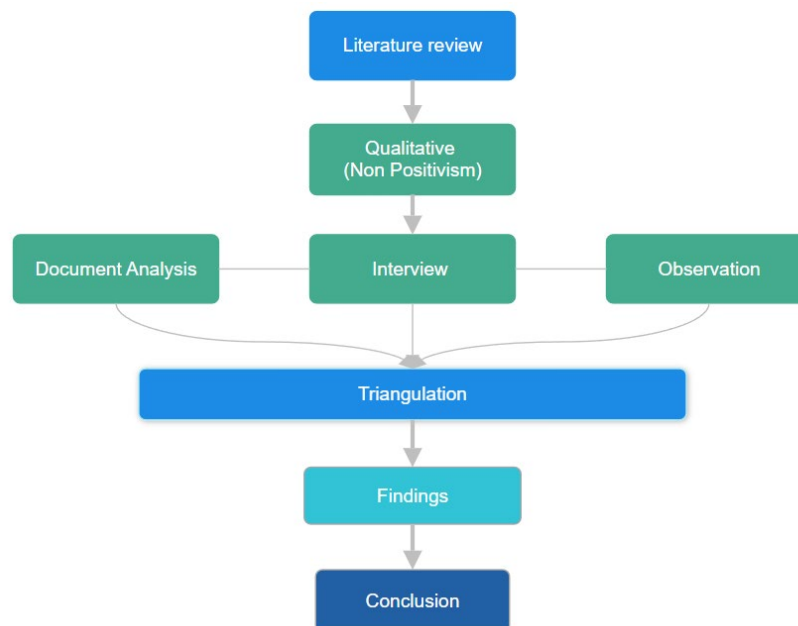 Literature review
Qualitative
(Non Positivism)
Document Analysis
Interview
Observation
Triangulation
Findings
Conclusion